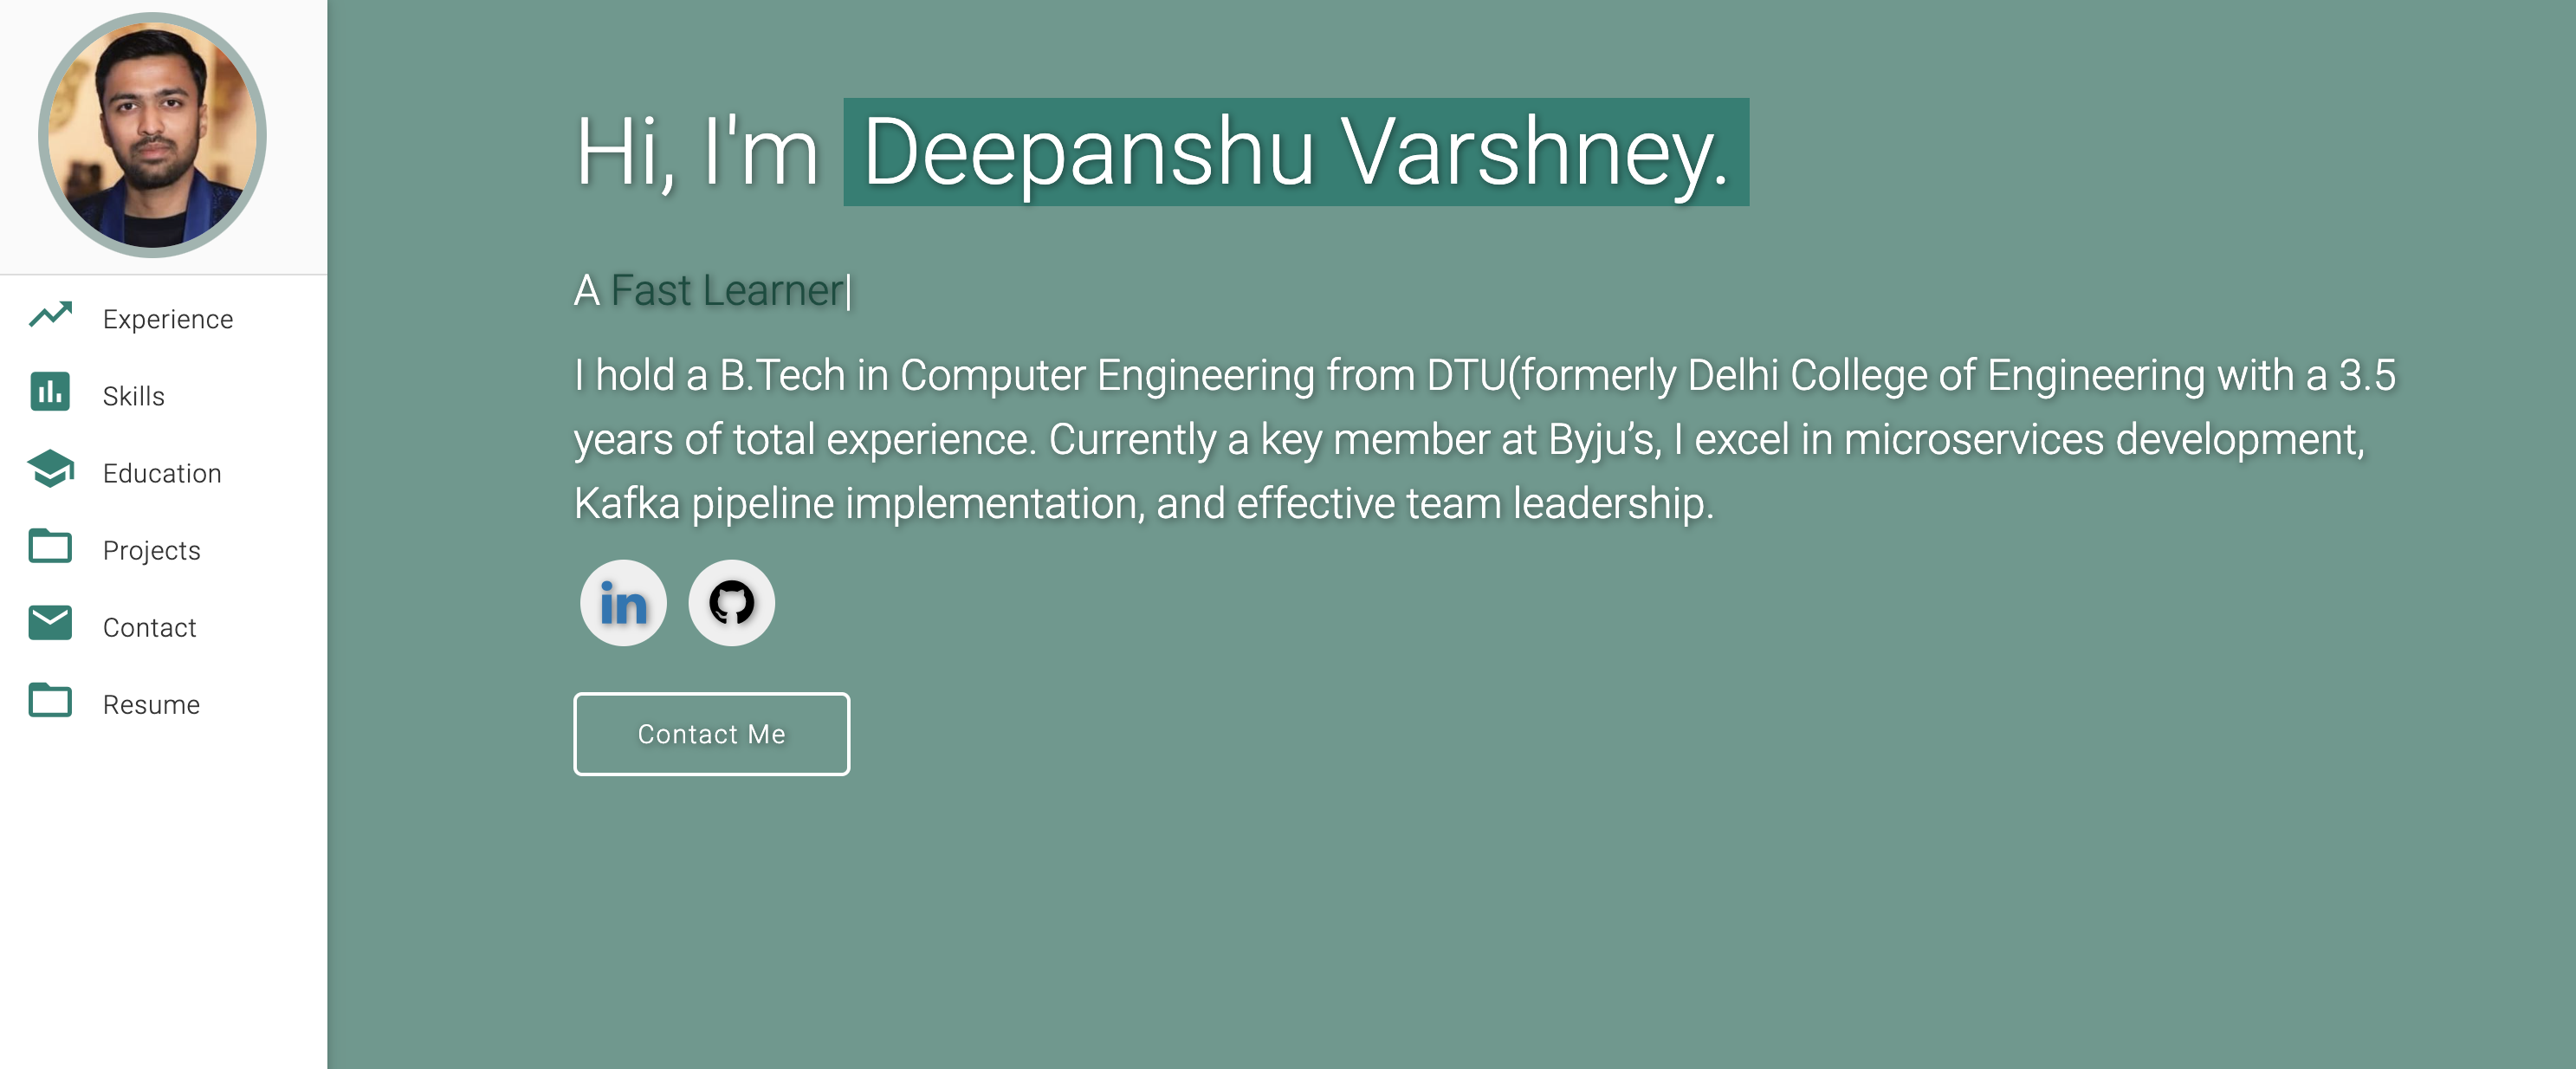 Experience
Skills
Education
Projects
Contact
Resume
Hi, I'm Deepanshu Varshney.
A Fast Learner|
I hold a B.Tech in Computer Engineering from DTU(formerly Delhi College of Engineering with a 3.5
years of total experience. Currently a key member at Byju’s, I excel in microservices development,
Kafka pipeline implementation, and effective team leadership.
in
Contact Me